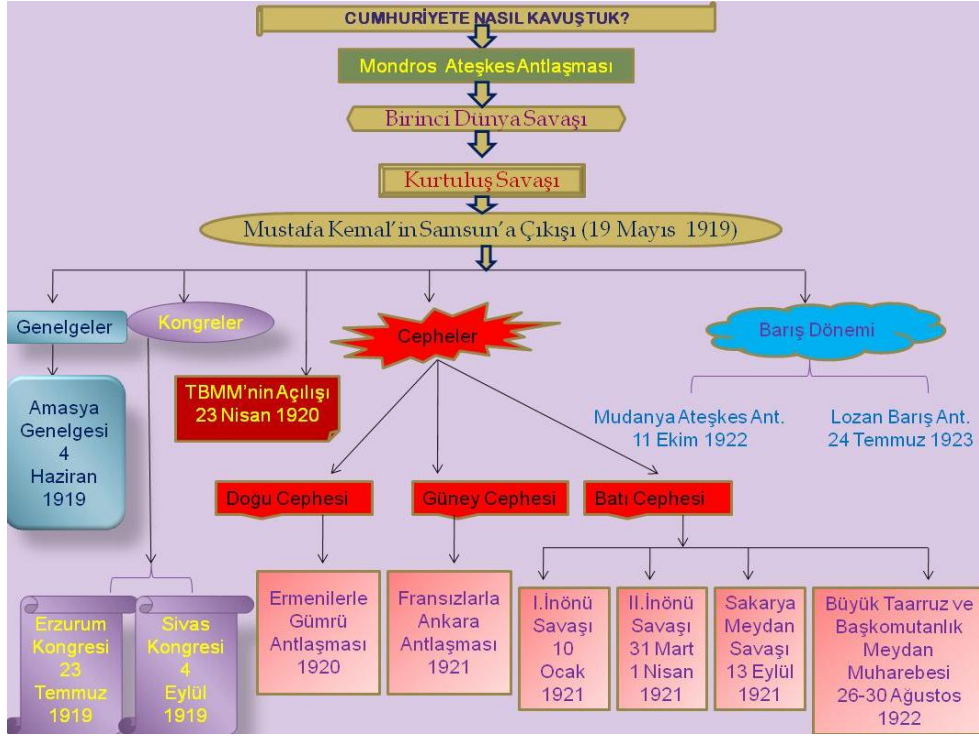 CUMHURİYETE NASIL KAVUŞTUK?
Mondros Ateşkes Antlaşması
Birinci Dünya Savaşı
Kurtuluş Savaşı
Mustafa Kemal'in Samsun'a Çıkışı (19 Mayıs 1919)
Genelgeler
Kongreler
Cepheler
Barış Dönemi
TBMM'nin Açılışı
23 Nisan 1920
Amasya
Genelgesi
4
Haziran
1919
Mudanya Ateşkes Ant.
11 Ekim 1922
Lozan Barış Ant.
24 Temmuz 1923
Doğu Cephesi
Güney Cephesi
Batı Cephesi
Erzurum
Kongresi
23
Temmuz
1919
Sivas
Kongresi
4
Eylül
1919
Ermenilerle
Gümrü
Antlaşması
1920
Fransızlarla
Ankara
Antlaşması
1921
I.İnönü
Savaşı
10
Ocak
1921
II.İnönü
Savaşı
31 Mart
1 Nisan
1921
Sakarya
Meydan
Savaşı
13 Eylül
1921
Büyük Taarruz ve
Başkomutanlık
Meydan
Muharebesi
26-30 Ağustos
1922